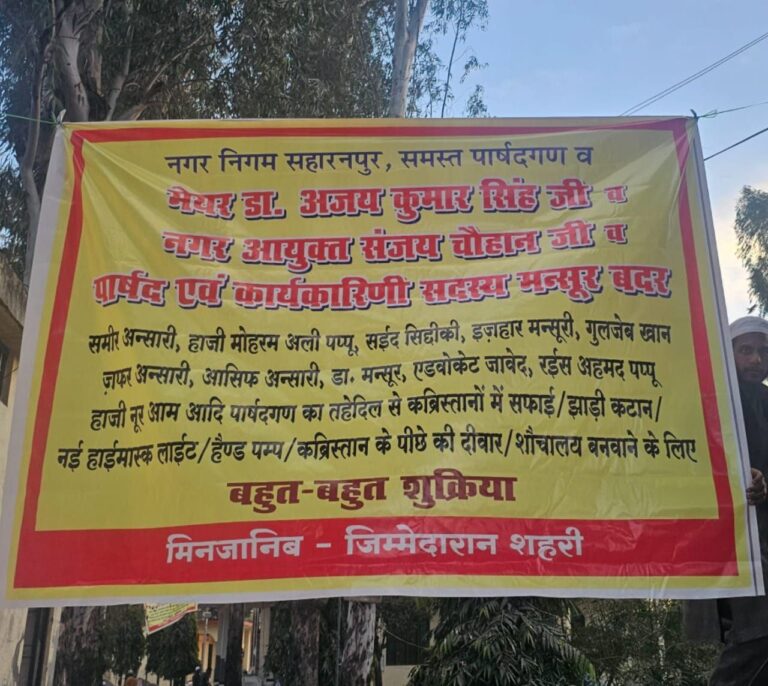 नगर निगम सहारनपुर, समस्त पार्षदगण व
मेयर डा. अजय कुमार सिंह जी व
नगर आयुक्त संजय चौहान जी व
पार्षद एवं कार्यकारिणी सदस्य मन्सूर बदर
समीर अन्सारी, हाजी मोहरम अली पप्पू, सईद सिद्दीकी, इज़हार मन्सूरी, गुलजेब खान
ज़फर अन्सारी, आसिफ अन्सारी, डा. मन्सूर, एडवोकेट जावेद, रईस अहमद पप्पू
हाजी नूर आम आदि पार्षदगण का तहेदिल से कब्रिस्तानों में सफाई/झाड़ी कटान/
नई हाईमास्क लाईट/हैण्ड पम्प/कब्रिस्तान के पीछे की दीवार/शौचालय बनवाने के लिए
बहुत-बहुत शुक्रिया
मिनजानिब - जिम्मेदारान शहरी